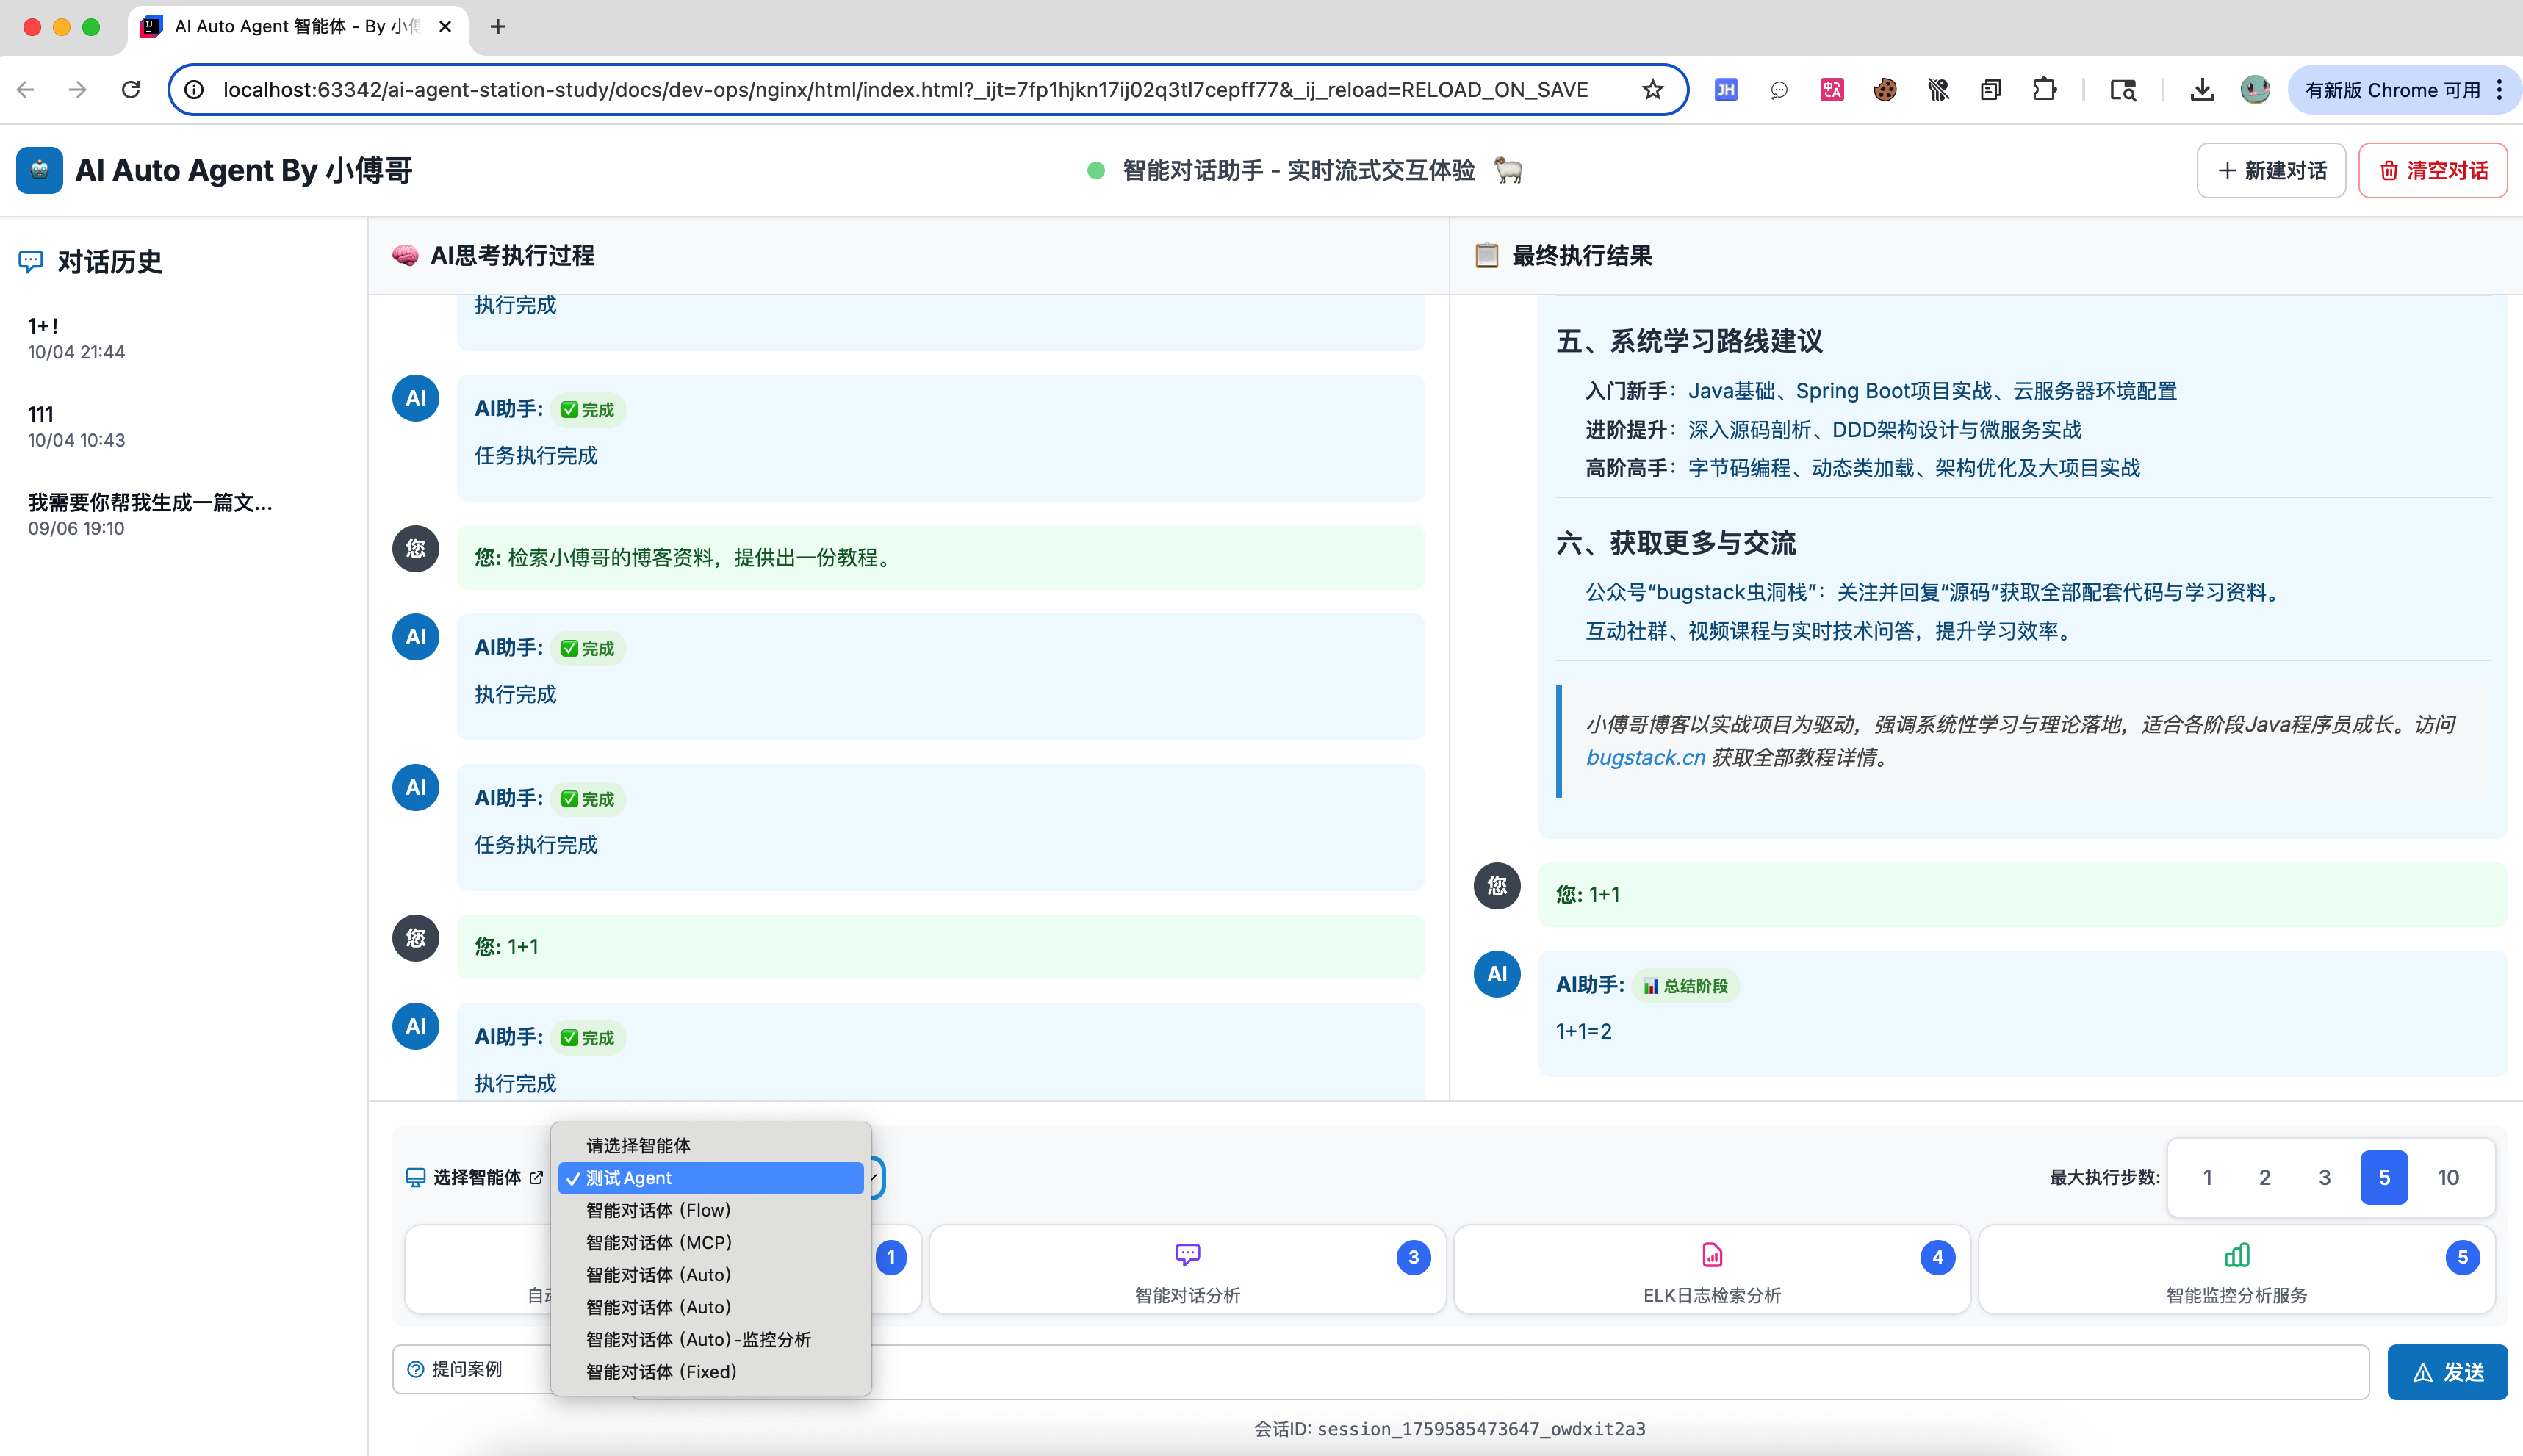 AI Auto Agent 智能体 - By 小傅
localhost:63342/ai-agent-station-study/docs/dev-ops/nginx/html/index.html?_ijt=7fp1hjkn17ij02q3tl7cepff77&_ij_reload=RELOAD_ON_SAVE
JH
有新版 Chrome 可用
AI Auto Agent By 小傅哥
智能对话助手 - 实时流式交互体验
新建对话
清空对话
对话历史
1+!
10/04 21:44
111
10/04 10:43
我需要你帮我生成一篇文...
09/06 19:10
AI思考执行过程
执行完成
AI
AI助手: 完成
任务执行完成
您
您: 检索小傅哥的博客资料，提供出一份教程。
AI
AI助手: 完成
执行完成
AI
AI助手: 完成
任务执行完成
您
您: 1+1
AI
AI助手: 完成
执行完成
最终执行结果
五、系统学习路线建议
入门新手：Java基础、Spring Boot项目实战、云服务器环境配置
进阶提升：深入源码剖析、DDD架构设计与微服务实战
高阶高手：字节码编程、动态类加载、架构优化及大项目实战
六、获取更多与交流
公众号“bugstack虫洞栈”：关注并回复“源码”获取全部配套代码与学习资料。
互动社群、视频课程与实时技术问答，提升学习效率。
小傅哥博客以实战项目为驱动，强调系统性学习与理论落地，适合各阶段Java程序员成长。访问
bugstack.cn 获取全部教程详情。
您
您: 1+1
AI
AI助手: 总结阶段
1+1=2
选择智能体
请选择智能体
测试Agent
智能对话体 (Flow)
智能对话体 (MCP)
智能对话体 (Auto)
智能对话体 (Auto)
智能对话体 (Auto)-监控分析
智能对话体 (Fixed)
最大执行步数:
1 2 3 5 10
自动
1
智能对话分析
3
ELK日志检索分析
4
智能监控分析服务
5
提问案例
发送
会话ID: session_1759585473647_owdxit2a3